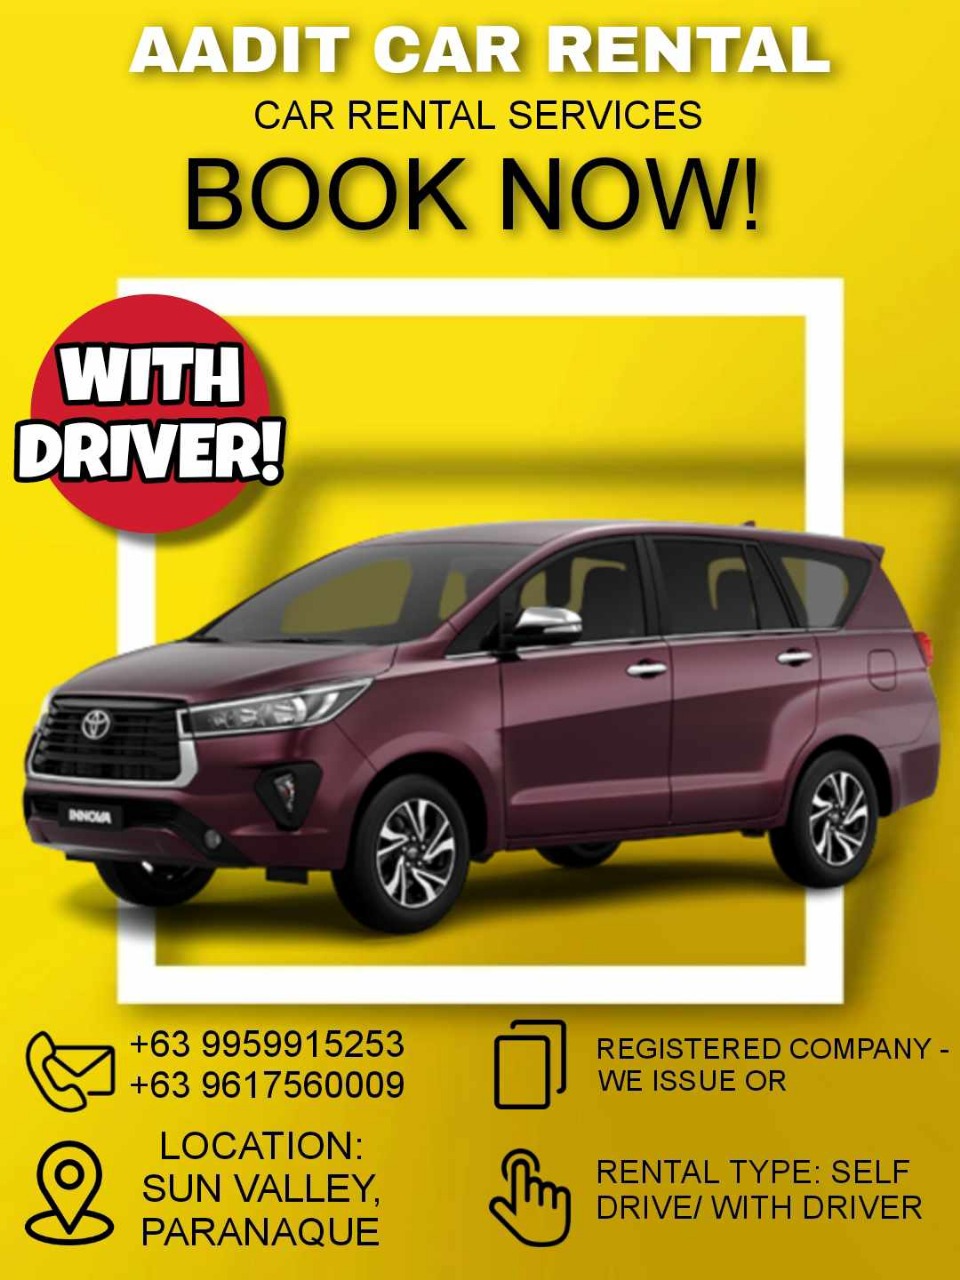 AADIT CAR RENTAL
CAR RENTAL SERVICES
BOOK NOW!
WITH
DRIVER!
INNOVA
+63 9959915253
+63 9617560009
REGISTERED COMPANY -
WE ISSUE OR
LOCATION:
SUN VALLEY,
PARANAQUE
RENTAL TYPE: SELF
DRIVE/ WITH DRIVER